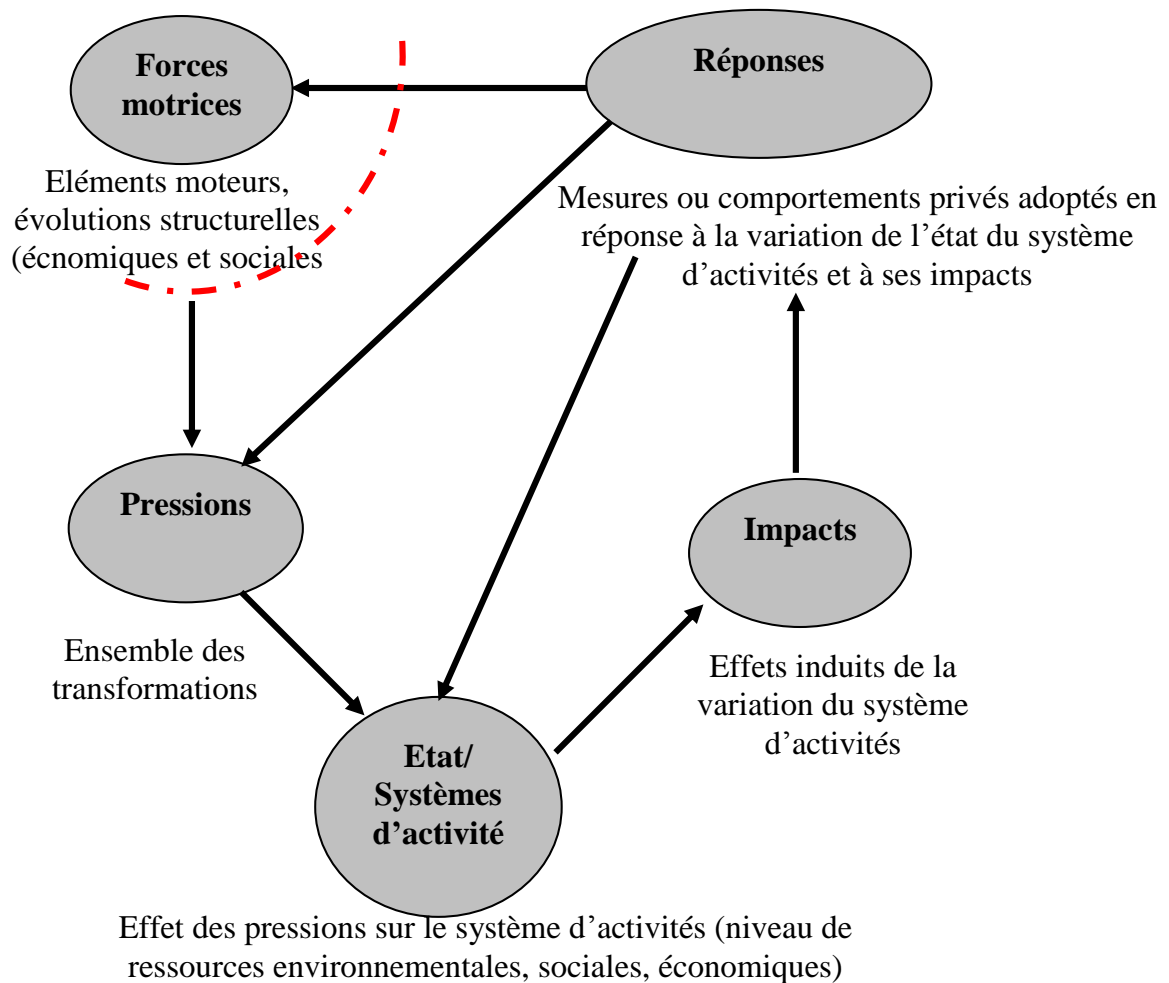 Forces
motrices
Eléments moteurs,
évolutions structurelles
(écnomiques et sociales
Réponses
Mesures ou comportements privés adoptés en
réponse à la variation de l’état du système
d’activités et à ses impacts
Pressions
Ensemble des
transformations
Impacts
Effets induits de la
variation du système
d’activités
Etat/
Systèmes
d’activité
Effet des pressions sur le système d’activités (niveau de
ressources environnementales, sociales, économiques)